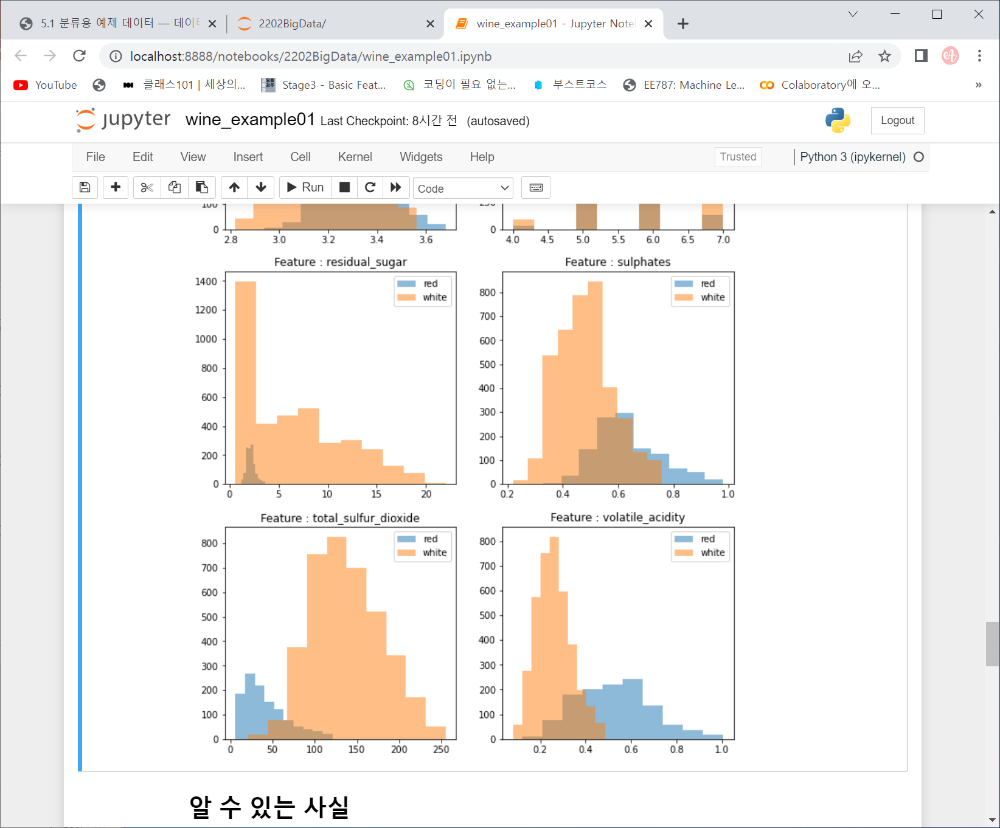 5.1 분류용 예제 데이터 — 데이터
2202BigData/
wine_example01 - Jupyter Note
localhost:8888/notebooks/2202BigData/wine_example01.ipynb
YouTube
클래스101 | 세상의...
Stage3 - Basic Feat...
코딩이 필요 없는...
부스트코스
EE787: Machine Le...
Colaboratory에 오...
»
jupyter wine_example01 Last Checkpoint: 8시간 전 (autosaved)
Logout
File Edit View Insert Cell Kernel Widgets Help
Trusted
Python 3 (ipykernel)
Run
Code
100
0
2.8 3.0 3.2 3.4 3.6
250
0
4.0 4.5 5.0 5.5 6.0 6.5 7.0
Feature : residual_sugar
red
white
1400
1200
1000
800
600
400
200
0
0 5 10 15 20
Feature : sulphates
red
white
800
700
600
500
400
300
200
100
0
0.2 0.4 0.6 0.8 1.0
Feature : total_sulfur_dioxide
red
white
800
700
600
500
400
300
200
100
0
0 50 100 150 200 250
Feature : volatile_acidity
red
white
800
700
600
500
400
300
200
100
0
0.2 0.4 0.6 0.8 1.0
알 수 있는 사실